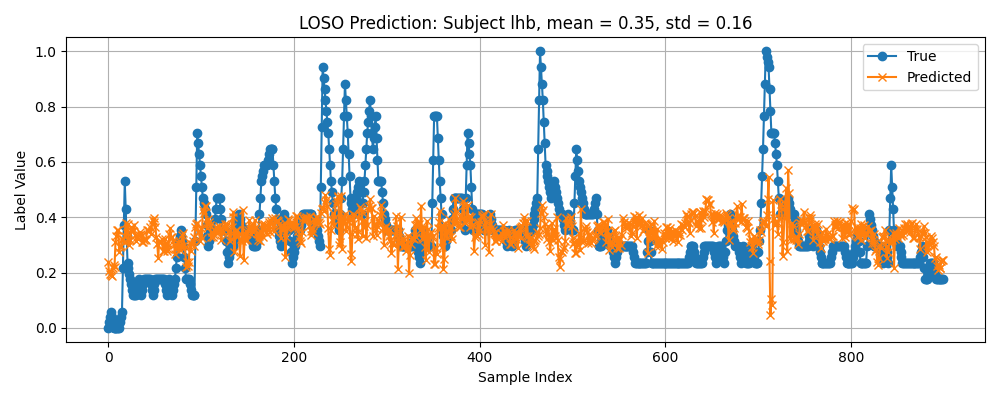 LOSO Prediction: Subject lhb, mean = 0.35, std = 0.16
True
Predicted
Label Value
1.0
0.8
0.6
0.4
0.2
0.0
0
200
400
600
800
Sample Index